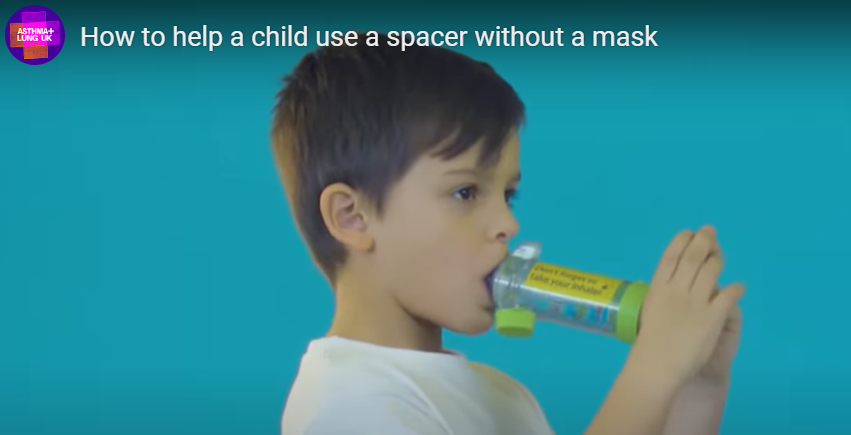 ASTHMA+
LUNG UK
How to help a child use a spacer without a mask
Don't forget to
take your inhaler